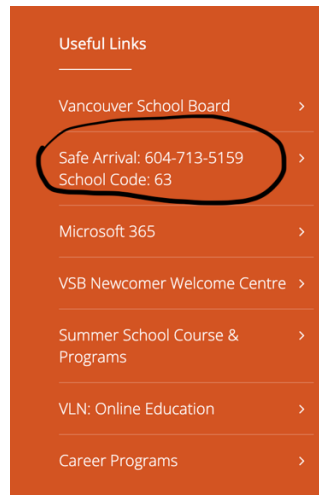 Useful Links
Vancouver School Board
Safe Arrival: 604-713-5159
School Code: 63
Microsoft 365
VSB Newcomer Welcome Centre
Summer School Course &
Programs
VLN: Online Education
Career Programs